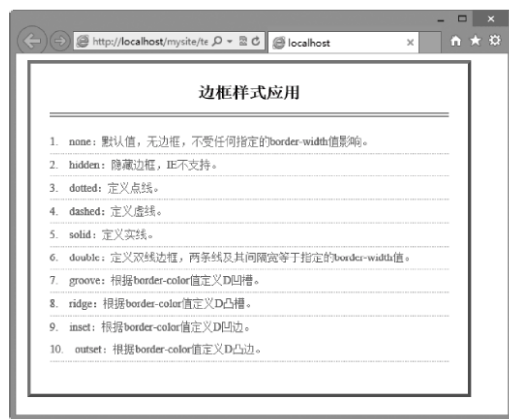 http://localhost/mysite/te
localhost
边框样式应用
1. none：默认值，无边框，不受任何指定的border-width值影响。
2. hidden：隐藏边框，IE不支持。
3. dotted：定义点线。
4. dashed：定义虚线。
5. solid：定义实线。
6. double：定义双线边框，两条线及其间隔宽等于指定的border-width值。
7. groove：根据border-color值定义D凹槽。
8. ridge：根据border-color值定义D凸槽。
9. inset：根据border-color值定义D凹边。
10. outset：根据border-color值定义D凸边。